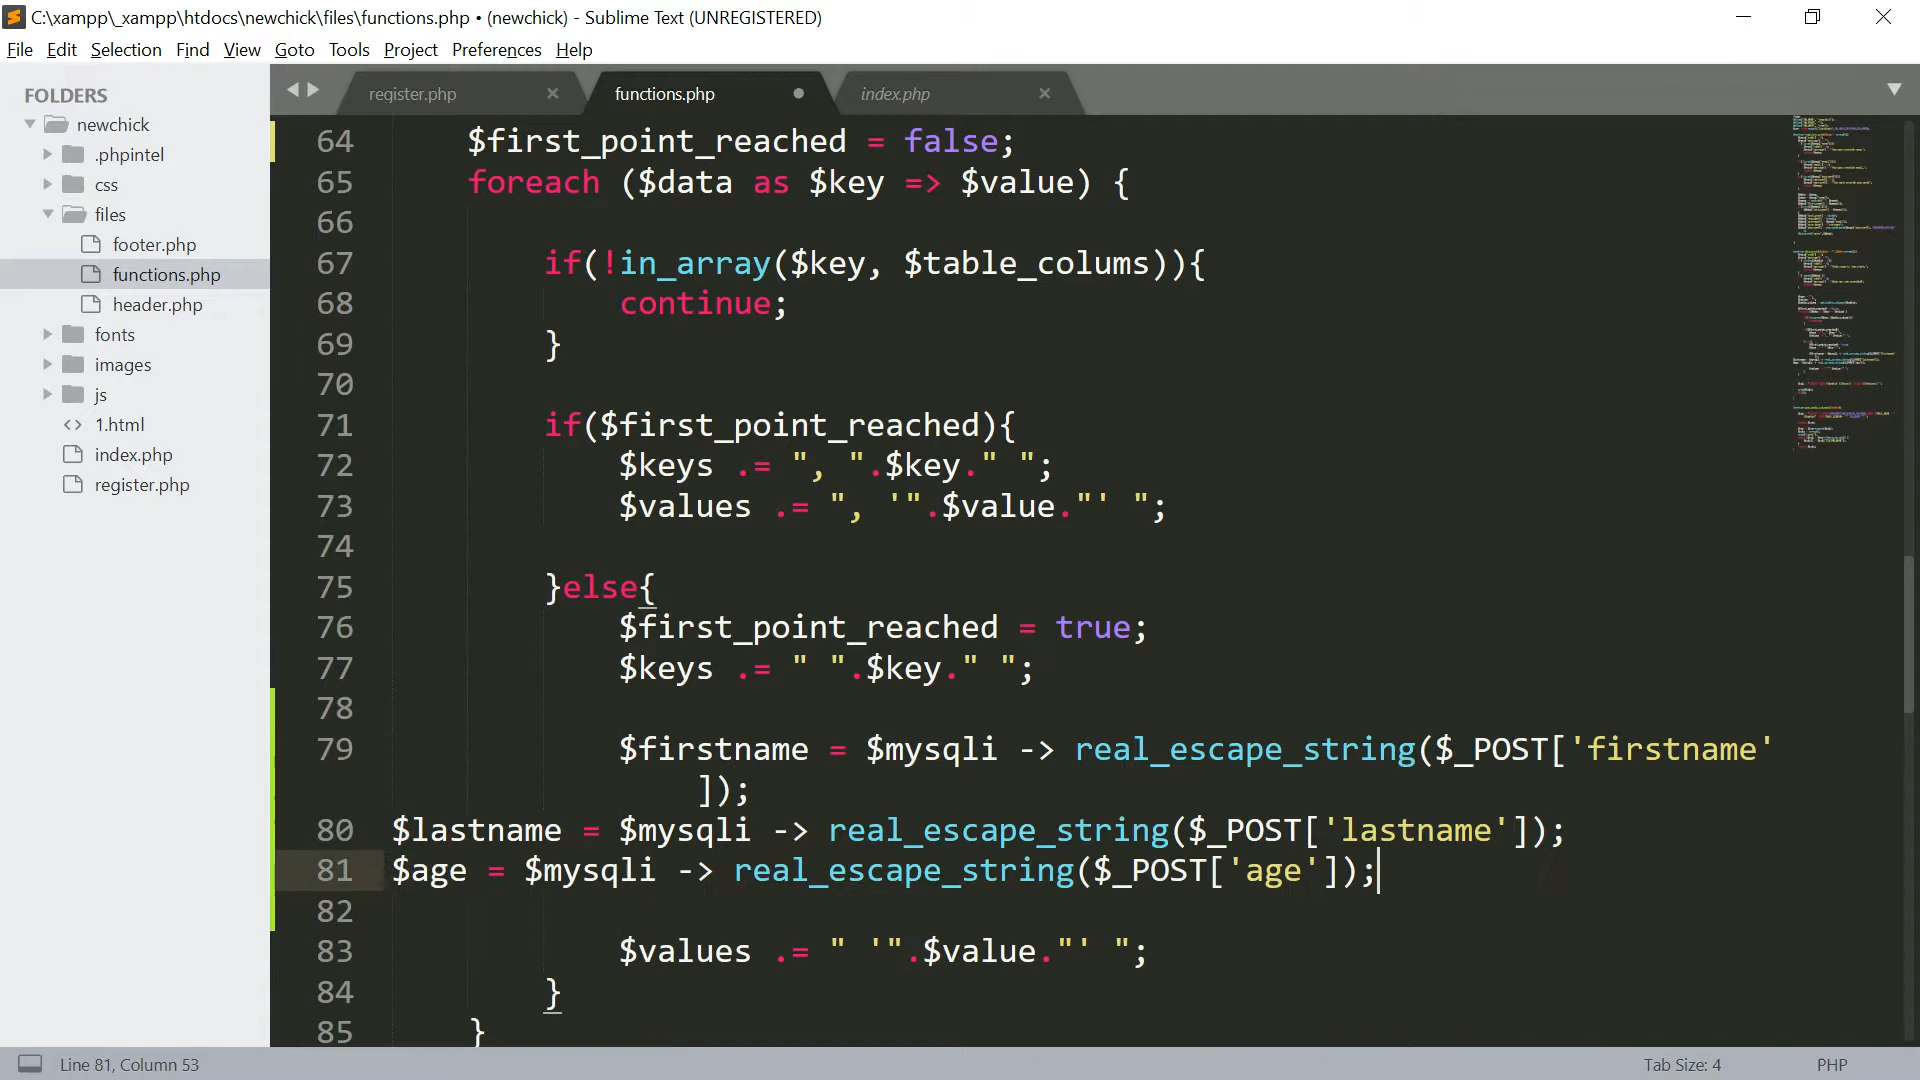 C:\xampp\_xampp\htdocs\newchick\files\functions.php • (newchick) - Sublime Text (UNREGISTERED)
File Edit Selection Find View Goto Tools Project Preferences Help
FOLDERS
newchick
.phpintel
css
files
footer.php
functions.php
header.php
fonts
images
js
1.html
index.php
register.php
register.php functions.php index.php
64 $first_point_reached = false;
65 foreach ($data as $key => $value) {
66
67 if(!in_array($key, $table_colums)){
68 continue;
69 }
70
71 if($first_point_reached){
72 $keys .= ", ".$key." ";
73 $values .= ", '".$value."' ";
74
75 }else{
76 $first_point_reached = true;
77 $keys .= " ".$key." ";
78
79 $firstname = $mysqli -> real_escape_string($_POST['firstname'
]);
80 $lastname = $mysqli -> real_escape_string($_POST['lastname']);
81 $age = $mysqli -> real_escape_string($_POST['age']);
82
83 $values .= " '".$value."' ";
84 }
85 }
Line 81, Column 53 Tab Size: 4 PHP